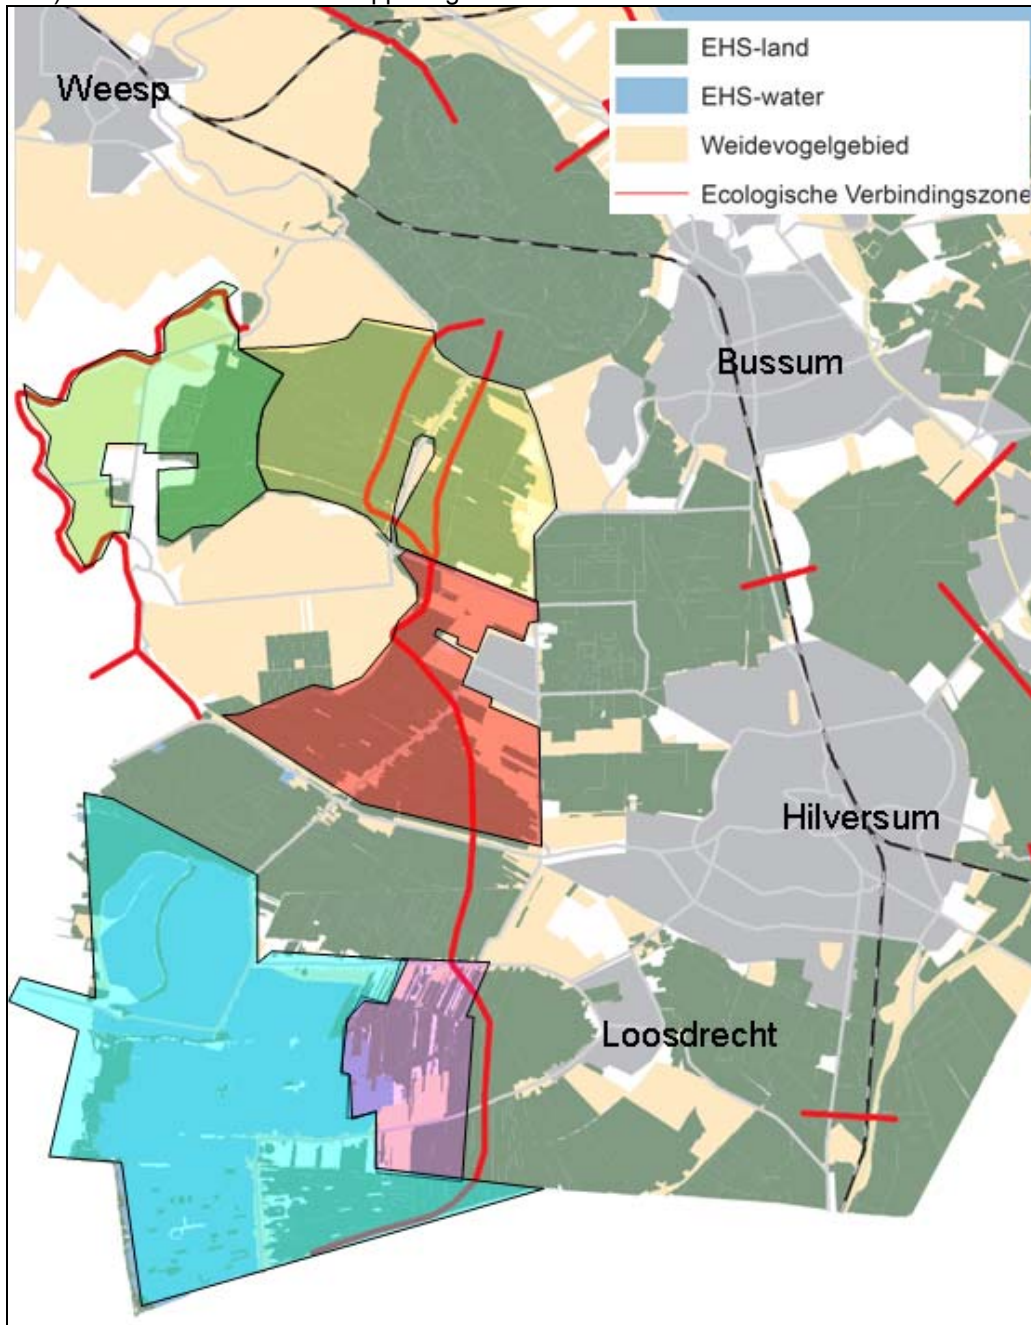 Weesp
EHS-land
EHS-water
Weidevogelgebied
Ecologische Verbindingszone
Bussum
Hilversum
Loosdrecht